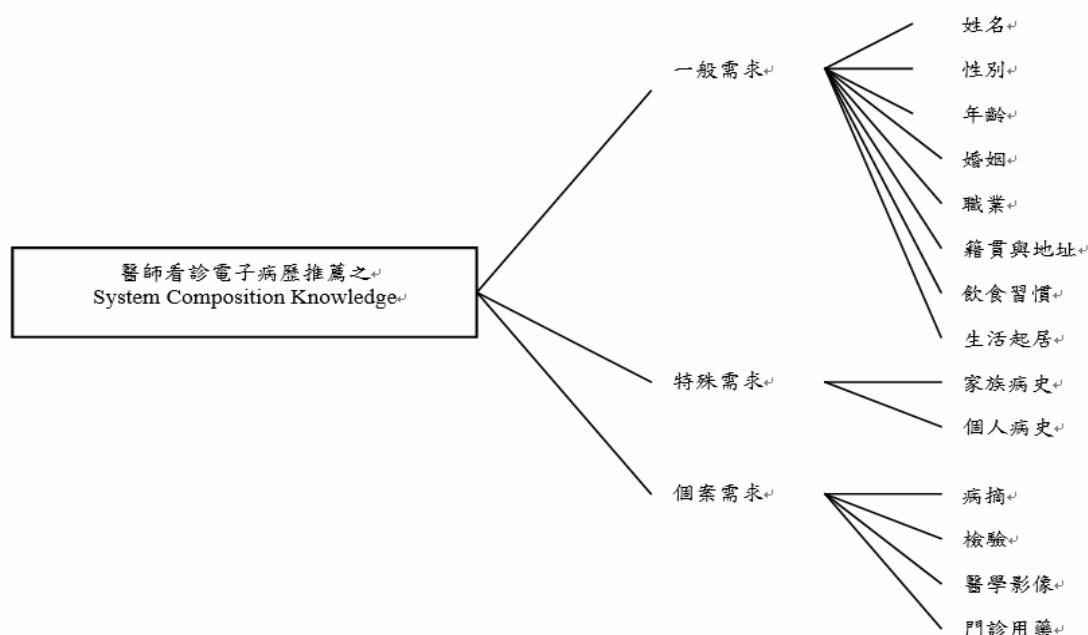 醫師看診電子病歷推薦之
System Composition Knowledge
一般需求
姓名
性別
年齡
婚姻
職業
籍貫與地址
飲食習慣
生活起居
特殊需求
家族病史
個人病史
個案需求
病摘
檢驗
醫學影像
門診用藥